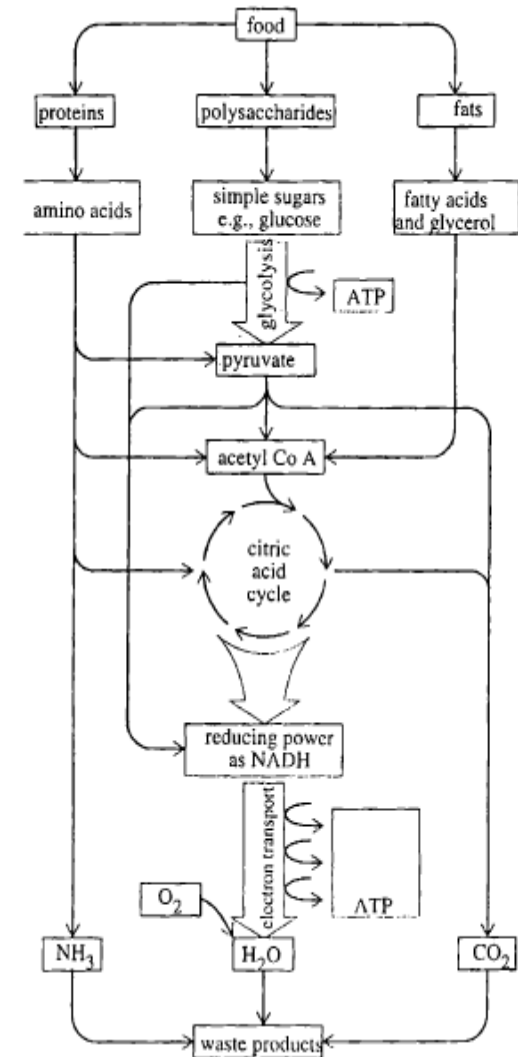 food
proteins
polysaccharides
fats
amino acids
simple sugars
e.g., glucose
fatty acids
and glycerol
glycolysis
ATP
pyruvate
acetyl Co A
citric
acid
cycle
reducing power
as NADH
electron transport
ATP
O2
NH3
H2O
CO2
waste products